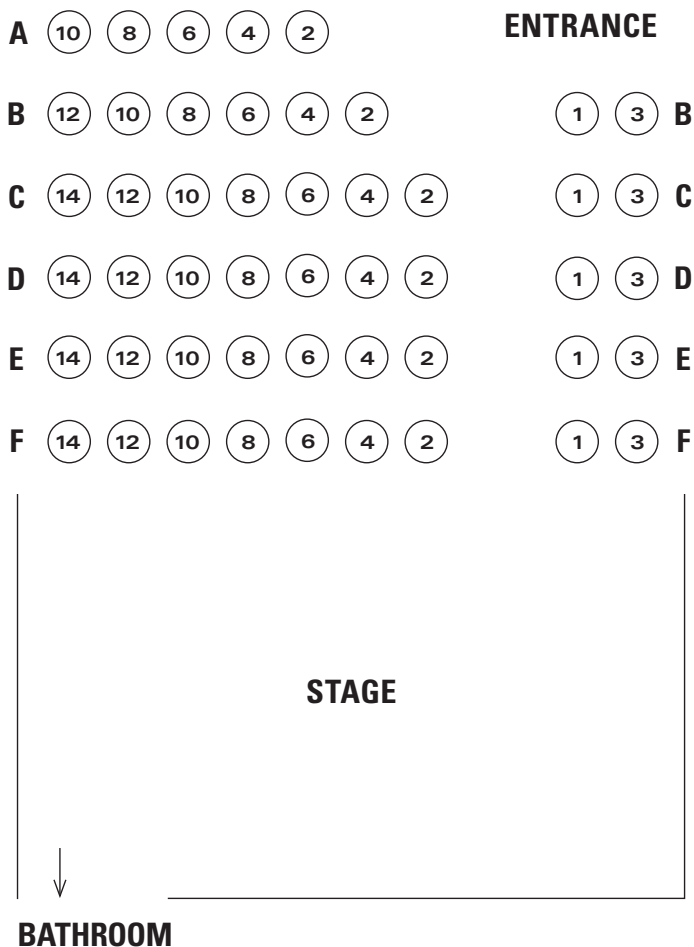 A 10 8 6 4 2 ENTRANCE
B 12 10 8 6 4 2 1 3 B
C 14 12 10 8 6 4 2 1 3 C
D 14 12 10 8 6 4 2 1 3 D
E 14 12 10 8 6 4 2 1 3 E
F 14 12 10 8 6 4 2 1 3 F
STAGE
BATHROOM